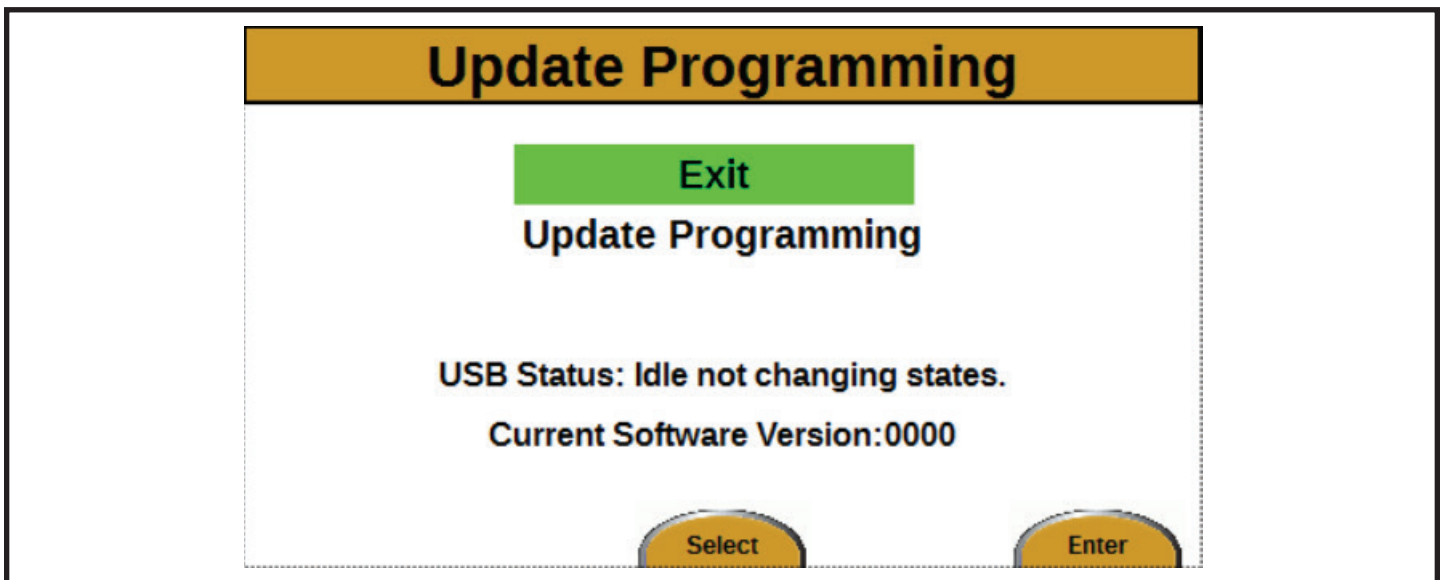 Update Programming
Exit
Update Programming
USB Status: Idle not changing states.
Current Software Version:0000
Select
Enter